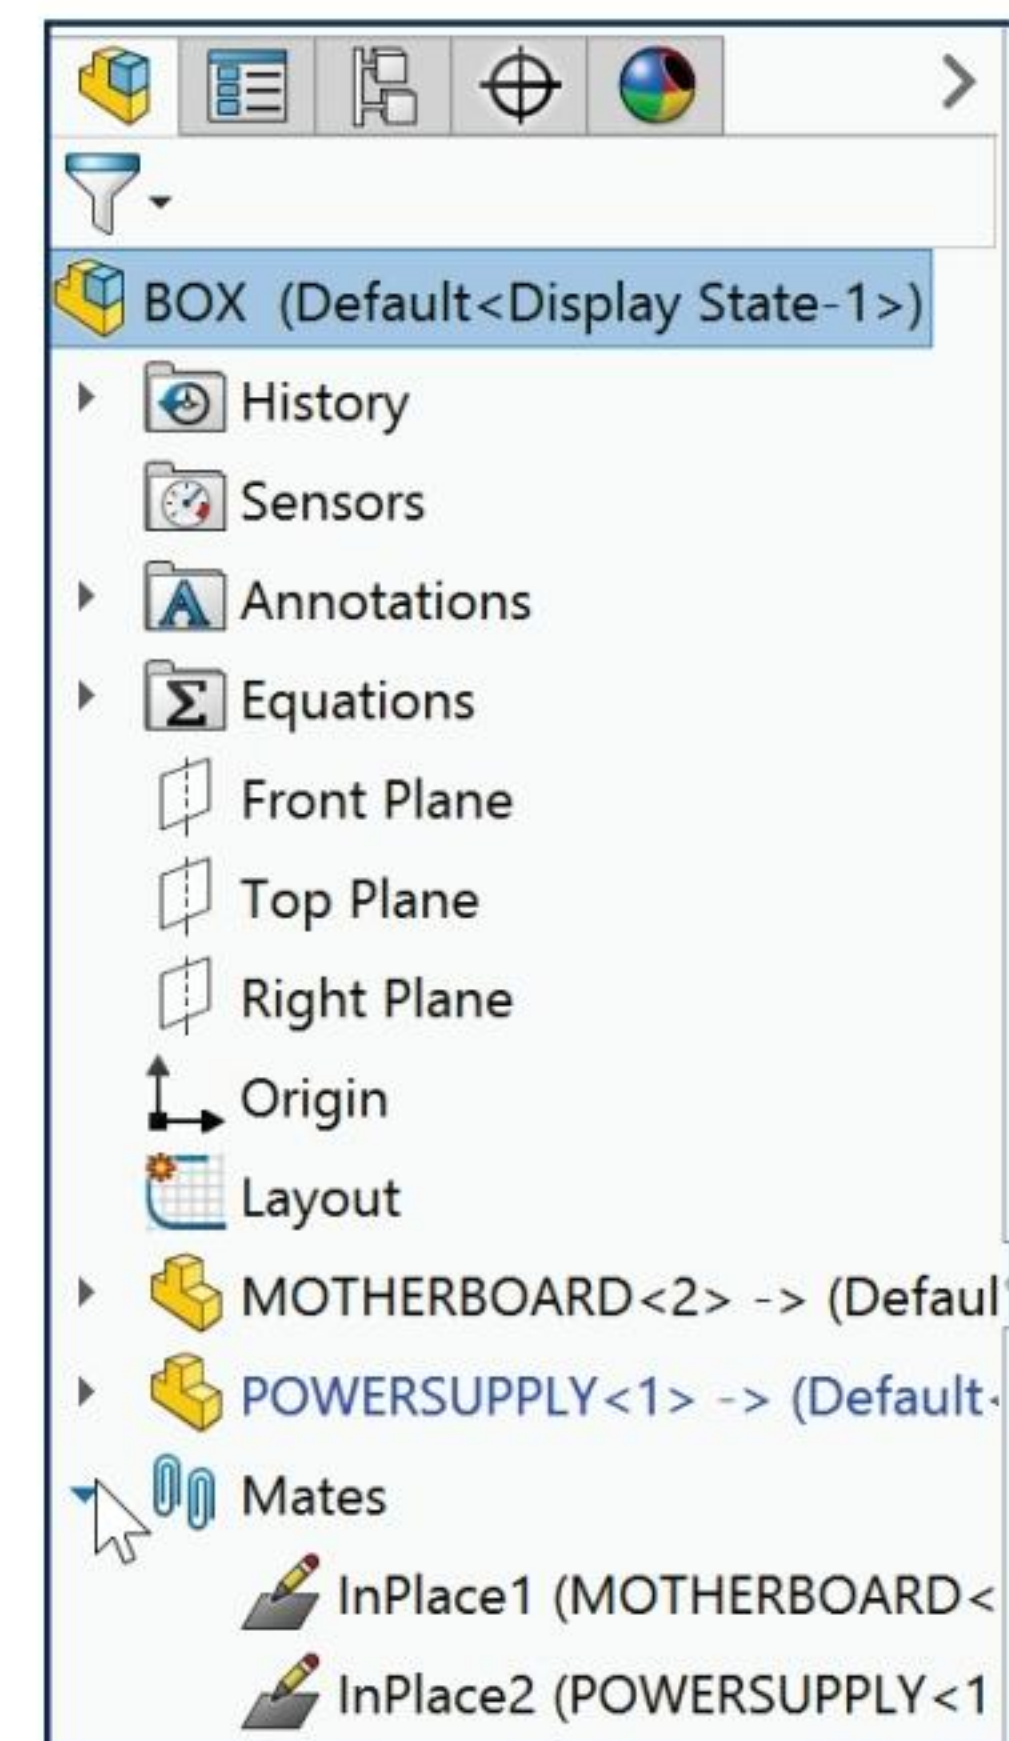 BOX (Default<Display State-1>)
History
Sensors
Annotations
Equations
Front Plane
Top Plane
Right Plane
Origin
Layout
MOTHERBOARD<2> -> (Defaul
POWERSUPPLY<1> -> (Default<
Mates
InPlace1 (MOTHERBOARD<
InPlace2 (POWERSUPPLY<1